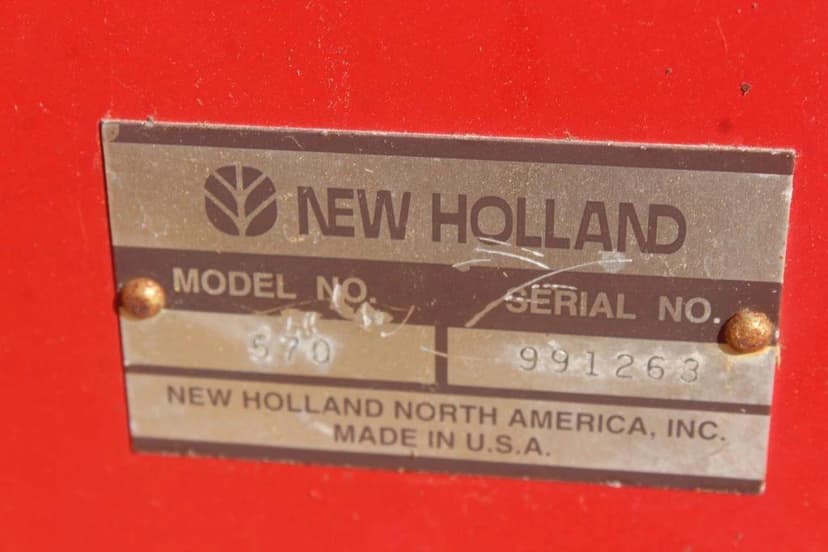 NEW HOLLAND
MODEL NO. SERIAL NO.
570 991263
NEW HOLLAND NORTH AMERICA, INC.
MADE IN U.S.A.